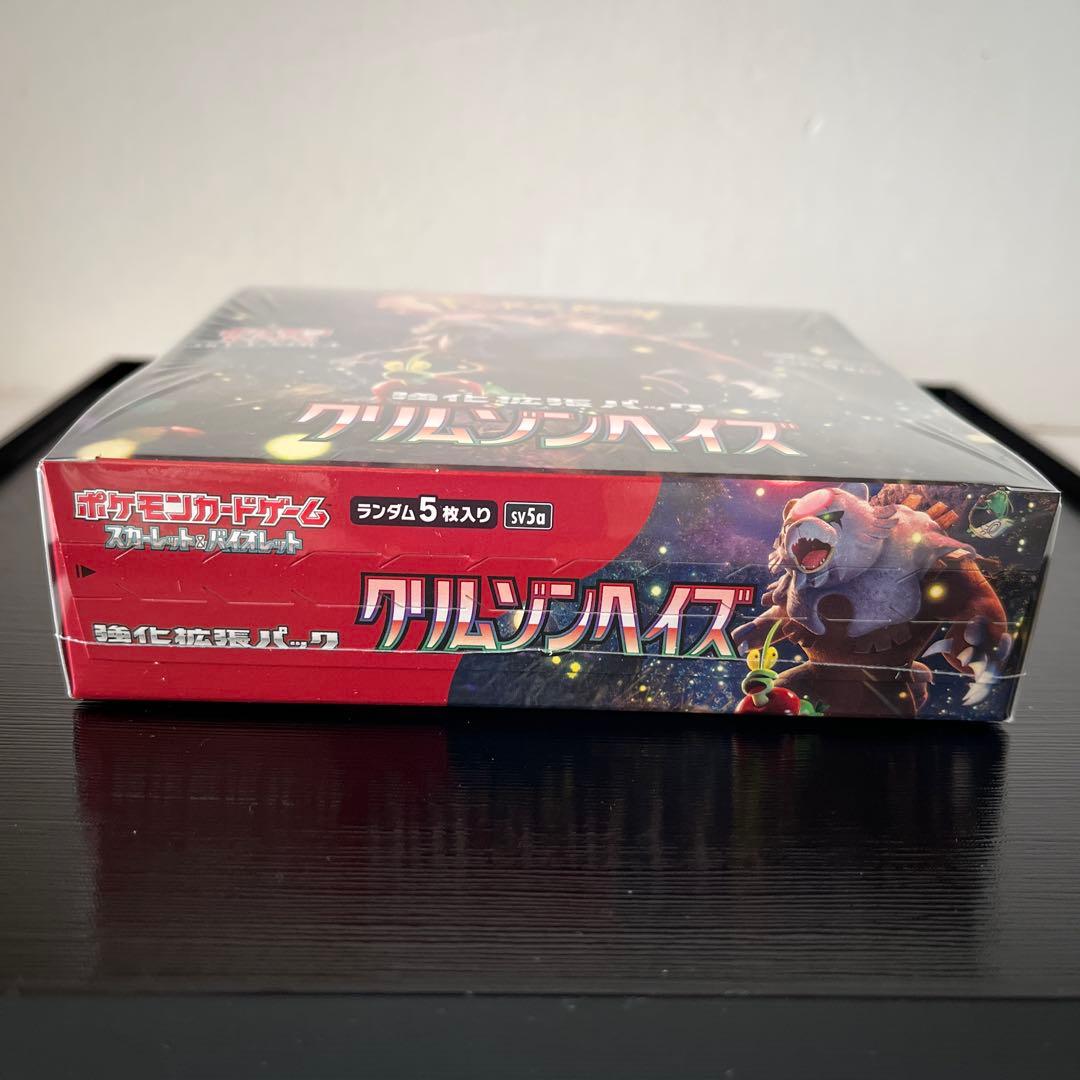 強化拡張パック
クリムゾンヘイズ
ポケモンカードゲーム
スカーレット&バイオレット
ランダム5枚入り sv5a
クリムゾンヘイズ
強化拡張パック